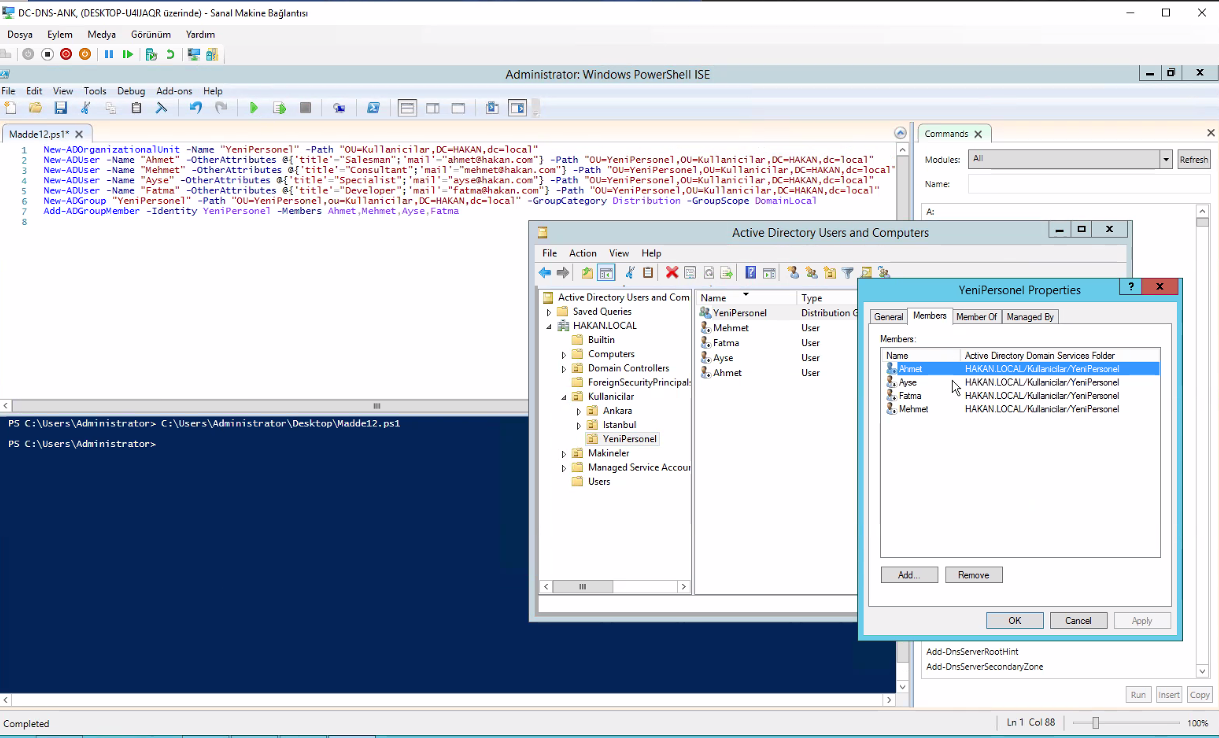 DC-DNS-ANK, (DESKTOP-U4IJAQR üzerinde) - Sanal Makine Bağlantısı
Dosya Eylem Medya Görünüm Yardım
Administrator: Windows PowerShell ISE
File Edit View Tools Debug Add-ons Help
Madde12.ps1*
1 New-ADOrganizationalUnit -Name "YeniPersonel" -Path "OU=Kullanicilar,DC=HAKAN,DC=local"
2 New-ADUser -Name "Ahmet" -OtherAttributes @{'title'="Salesman";'mail'="ahmet@hakan.com"} -Path "OU=YeniPersonel,OU=Kullanicilar,DC=HAKAN,dc=local"
3 New-ADUser -Name "Mehmet" -OtherAttributes @{'title'="Consultant";'mail'="mehmet@hakan.com"} -Path "OU=YeniPersonel,OU=Kullanicilar,DC=HAKAN,dc=local"
4 New-ADUser -Name "Ayse" -OtherAttributes @{'title'="Specialist";'mail'="ayse@hakan.com"} -Path "OU=YeniPersonel,OU=Kullanicilar,DC=HAKAN,dc=local"
5 New-ADUser -Name "Fatma" -OtherAttributes @{'title'="Developer";'mail'="fatma@hakan.com"} -Path "OU=YeniPersonel,OU=Kullanicilar,DC=HAKAN,dc=local"
6 New-ADGroup "YeniPersonel" -Path "OU=YeniPersonel,ou=Kullanicilar,DC=HAKAN,dc=local" -GroupCategory Distribution -GroupScope DomainLocal
7 Add-ADGroupMember -Identity YeniPersonel -Members Ahmet,Mehmet,Ayse,Fatma
8
PS C:\Users\Administrator> C:\Users\Administrator\Desktop\Madde12.ps1
PS C:\Users\Administrator>
Commands
Modules: All Refresh
Name:
A:
Active Directory Users and Computers
File Action View Help
Active Directory Users and Com
Saved Queries
HAKAN.LOCAL
Builtin
Computers
Domain Controllers
ForeignSecurityPrincipals
Kullanicilar
Ankara
Istanbul
YeniPersonel
Makineler
Managed Service Accour
Users
Name Type
YeniPersonel Distribution G
Mehmet User
Fatma User
Ayse User
Ahmet User
YeniPersonel Properties
?
General Members Member Of Managed By
Members:
Name Active Directory Domain Services Folder
Ahmet HAKAN.LOCAL/Kullanicilar/YeniPersonel
Ayse HAKAN.LOCAL/Kullanicilar/YeniPersonel
Fatma HAKAN.LOCAL/Kullanicilar/YeniPersonel
Mehmet HAKAN.LOCAL/Kullanicilar/YeniPersonel
Add... Remove
OK Cancel Apply
Add-DnsServerRootHint
Add-DnsServerSecondaryZone
Run Insert Copy
Completed Ln 1 Col 88 100%